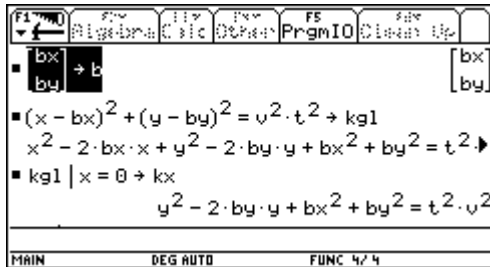 F1 Algebra Calc Other F5 PrgmIO Clean Up
▪ [bx] → b [bx]
[by] [by]
▪ (x - bx)² + (y - by)² = v²·t² → kgl
x² - 2·bx·x + y² - 2·by·y + bx² + by² = t²·▶
▪ kgl | x = 0 → kx
y² - 2·by·y + bx² + by² = t²·v²
MAIN DEG AUTO FUNC 4/4